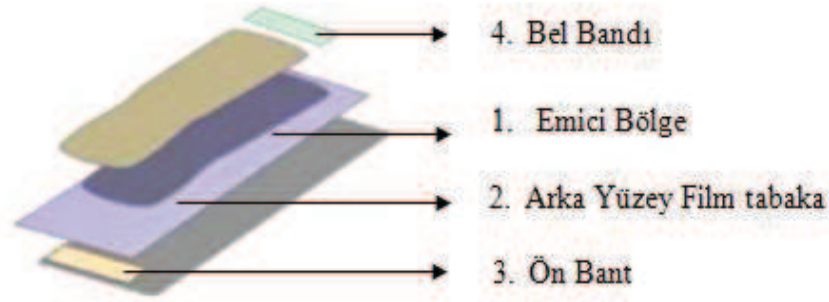 4. Bel Bandı
1. Emici Bölge
2. Arka Yüzey Film tabaka
3. Ön Bant